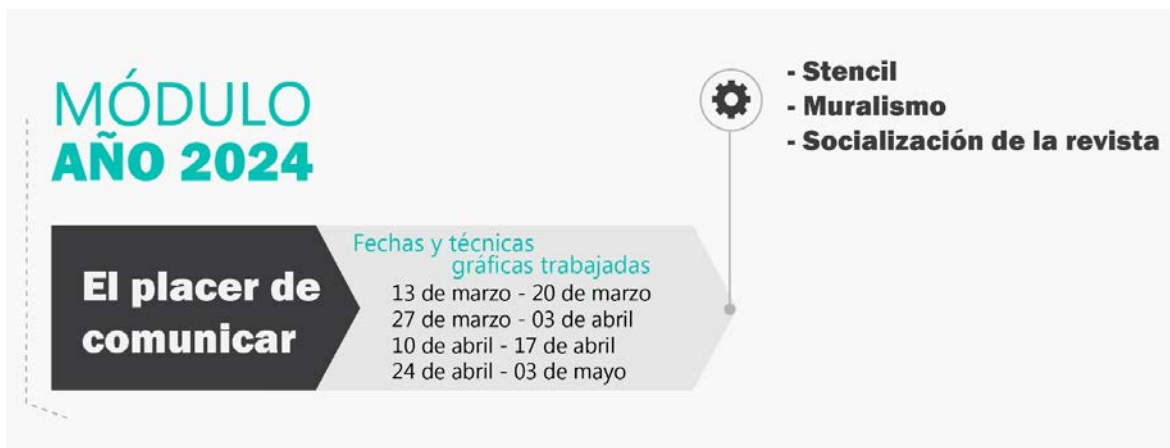 MÓDULO
AÑO 2024
El placer de
comunicar
Fechas y técnicas
gráficas trabajadas
13 de marzo - 20 de marzo
27 de marzo - 03 de abril
10 de abril - 17 de abril
24 de abril - 03 de mayo
- Stencil
- Muralismo
- Socialización de la revista